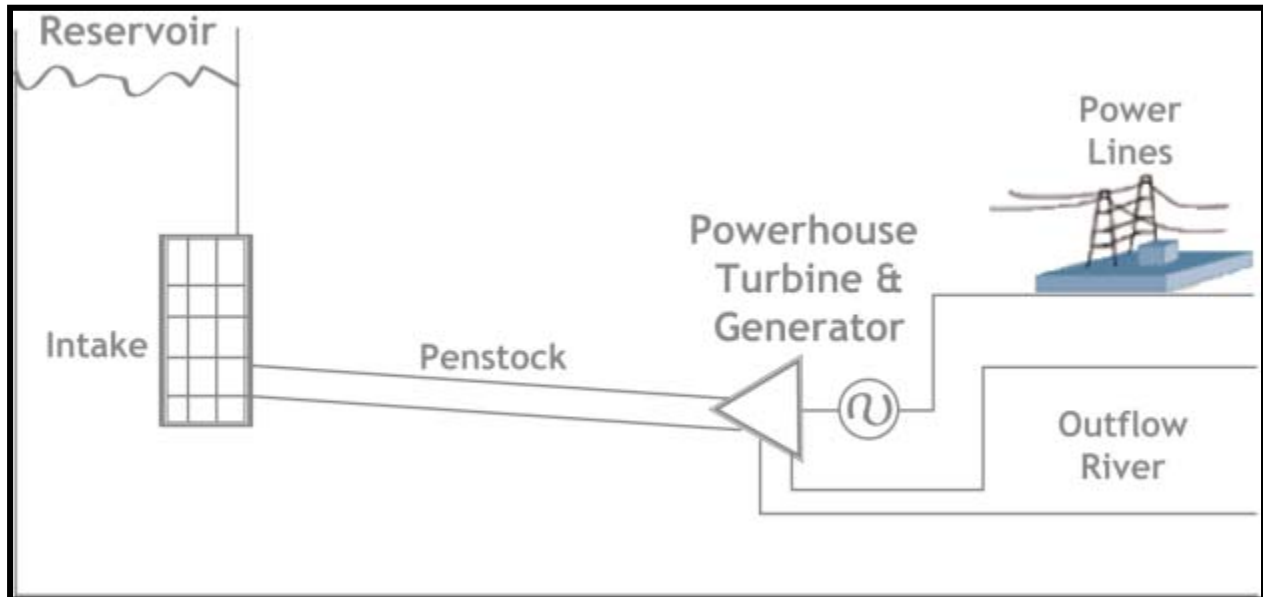 Reservoir
Power
Lines
Powerhouse
Turbine &
Generator
Intake
Penstock
Outflow
River